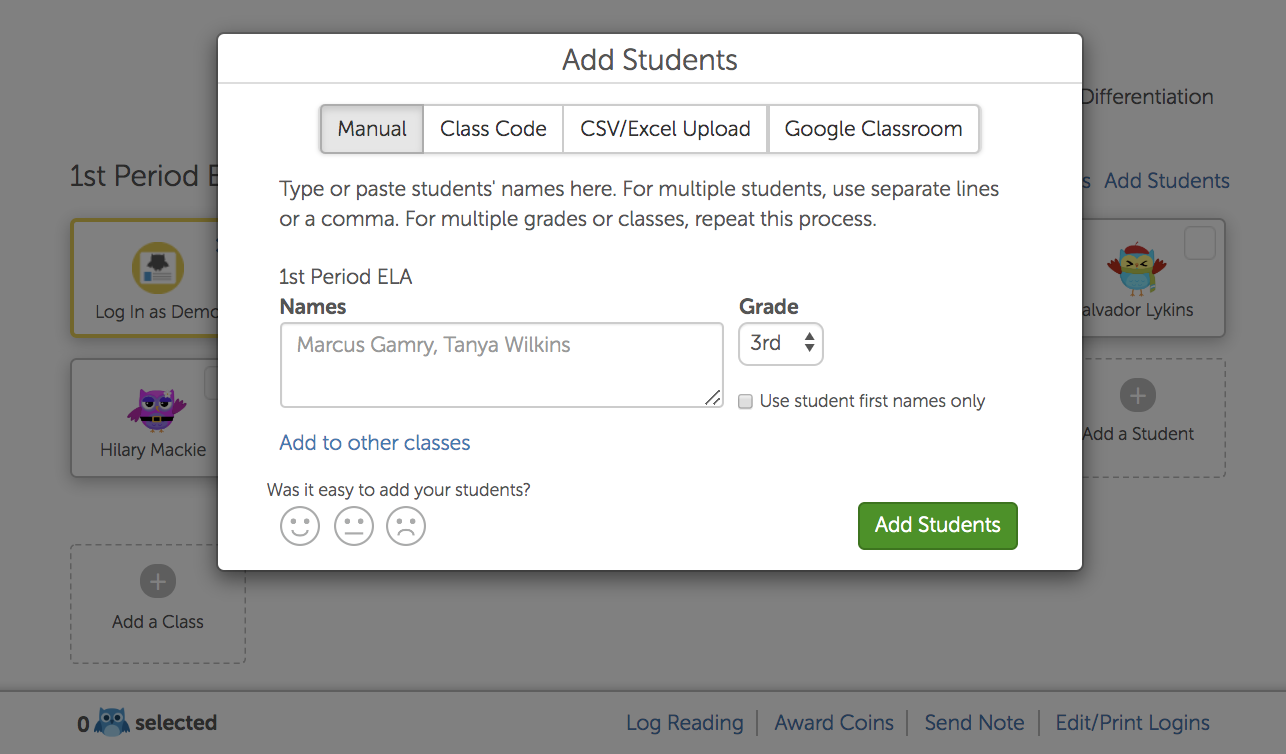 Add Students
Manual
Class Code
CSV/Excel Upload
Google Classroom
Type or paste students' names here. For multiple students, use separate lines
or a comma. For multiple grades or classes, repeat this process.
1st Period ELA
Names
Grade
Marcus Gamry, Tanya Wilkins
3rd
Use student first names only
Add to other classes
Was it easy to add your students?
Add Students
Differentiation
1st Period
Add Students
Log In as Demo
Lykins
Hilary Mackie
Add a Student
Add a Class
0 selected
Log Reading
Award Coins
Send Note
Edit/Print Logins